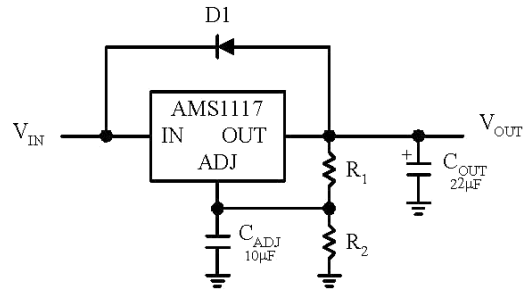 D1
AMS1117
V_IN
IN OUT
V_OUT
ADJ
+
R_1
C_OUT
22µF
C_ADJ
10µF
R_2